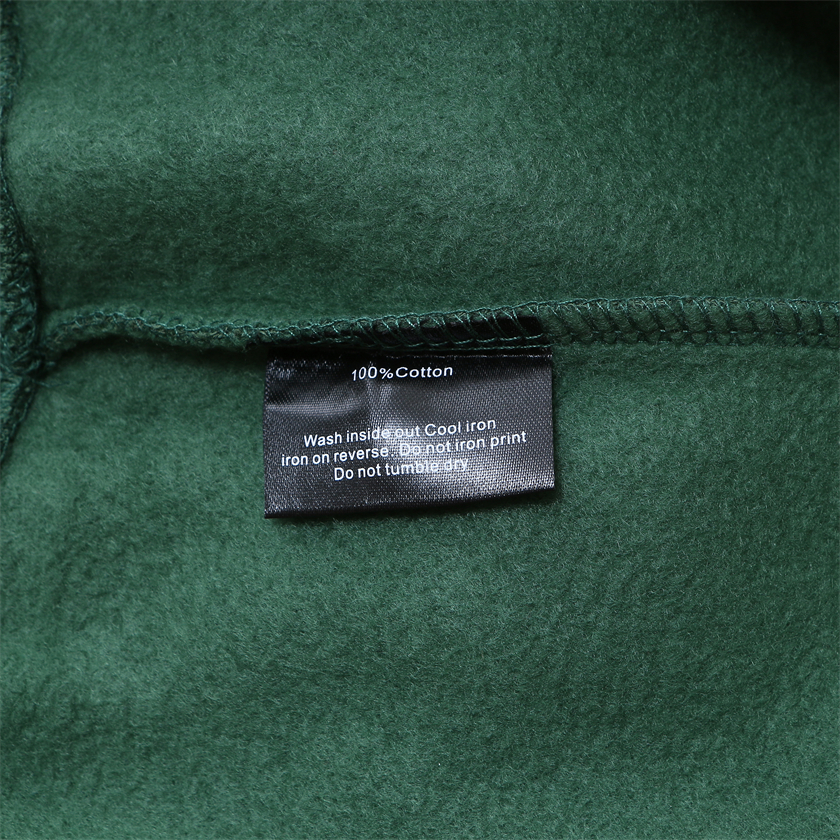 100%Cotton
Wash inside out Cool iron
iron on reverse. Do not iron print
Do not tumble dry